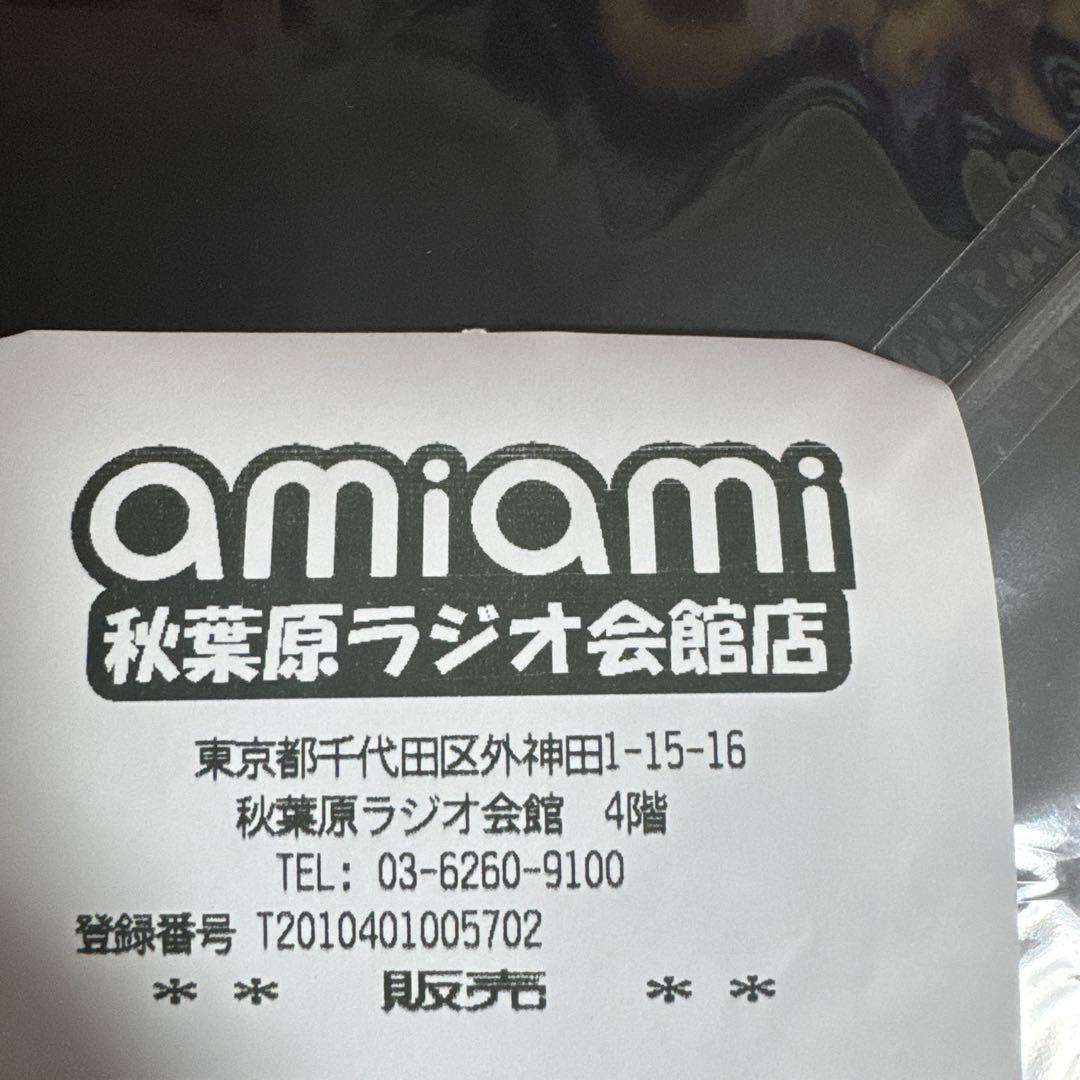 amiami
秋葉原ラジオ会館店
東京都千代田区外神田1-15-16
秋葉原ラジオ会館 4階
TEL: 03-6260-9100
登録番号 T2010401005702
** 販売 **